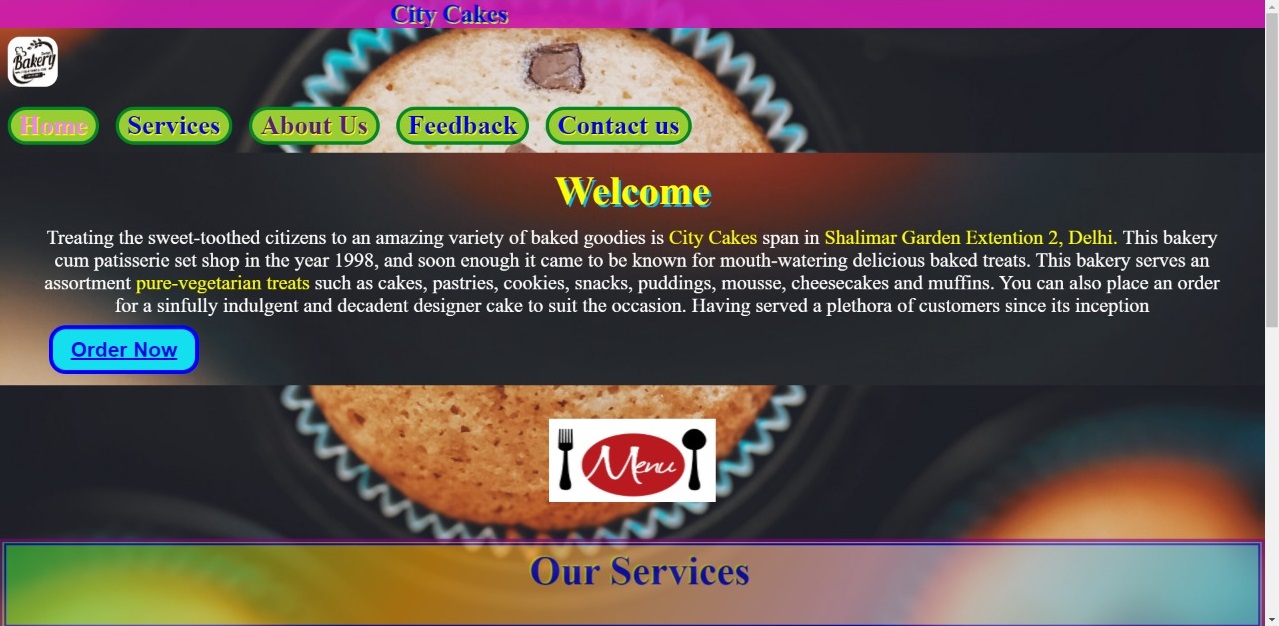 City Cakes
Bakery
Home Services About Us Feedback Contact us
Welcome
Treating the sweet-toothed citizens to an amazing variety of baked goodies is City Cakes span in Shalimar Garden Extention 2, Delhi. This bakery
cum patisserie set shop in the year 1998, and soon enough it came to be known for mouth-watering delicious baked treats. This bakery serves an
assortment pure-vegetarian treats such as cakes, pastries, cookies, snacks, puddings, mousse, cheesecakes and muffins. You can also place an order
for a sinfully indulgent and decadent designer cake to suit the occasion. Having served a plethora of customers since its inception
Order Now
Menu
Our Services